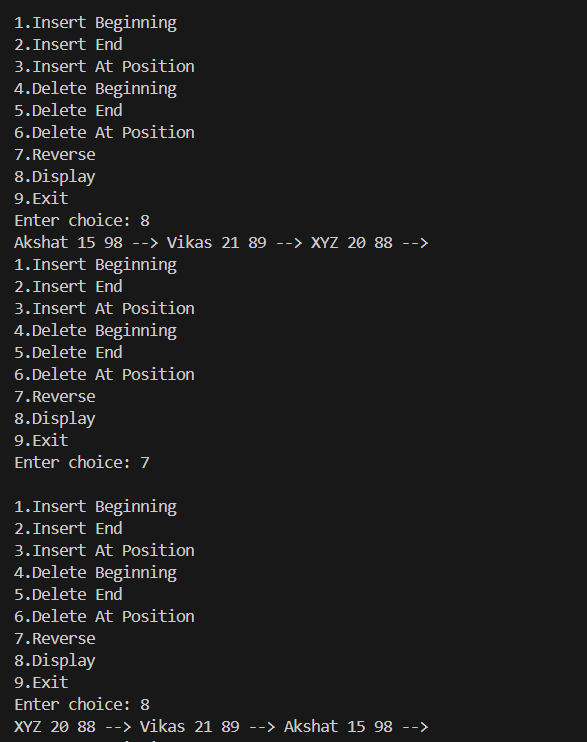 1.Insert Beginning
2.Insert End
3.Insert At Position
4.Delete Beginning
5.Delete End
6.Delete At Position
7.Reverse
8.Display
9.Exit
Enter choice: 8
Akshat 15 98 --> Vikas 21 89 --> XYZ 20 88 -->
1.Insert Beginning
2.Insert End
3.Insert At Position
4.Delete Beginning
5.Delete End
6.Delete At Position
7.Reverse
8.Display
9.Exit
Enter choice: 7

1.Insert Beginning
2.Insert End
3.Insert At Position
4.Delete Beginning
5.Delete End
6.Delete At Position
7.Reverse
8.Display
9.Exit
Enter choice: 8
XYZ 20 88 --> Vikas 21 89 --> Akshat 15 98 -->